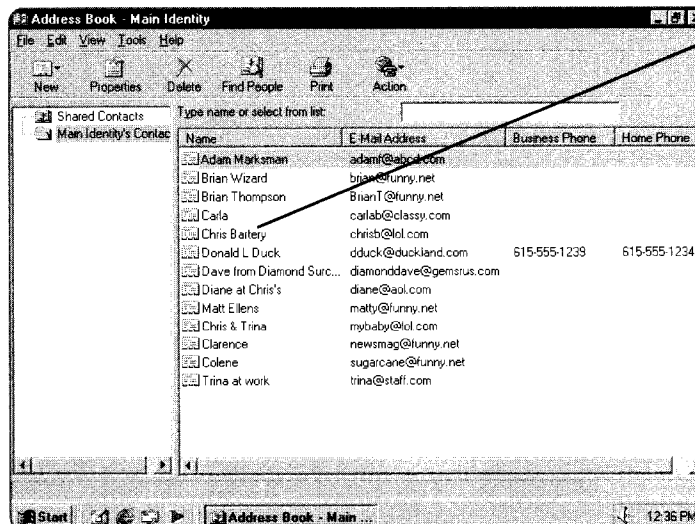 Address Book - Main Identity
File Edit View Tools Help
New Properties Delete Find People Print Action
Shared Contacts
Main Identity's Contac
Type name or select from list:
Name E-Mail Address Business Phone Home Phone
Adam Marksman adamf@abcd.com
Brian Wizard brian@funny.net
Brian Thompson BrianT@funny.net
Carla carlab@classy.com
Chris Bartery chrisb@lol.com
Donald L Duck dduck@duckland.com 615-555-1239 615-555-1234
Dave from Diamond Surc... diamonddave@gemsrus.com
Diane at Chris's diane@aol.com
Matt Ellens matty@funny.net
Chris & Trina mybaby@lol.com
Clarence newsmag@funny.net
Colene sugarcane@funny.net
Trina at work trina@staff.com
Start Address Book - Main ... 12:36 PM